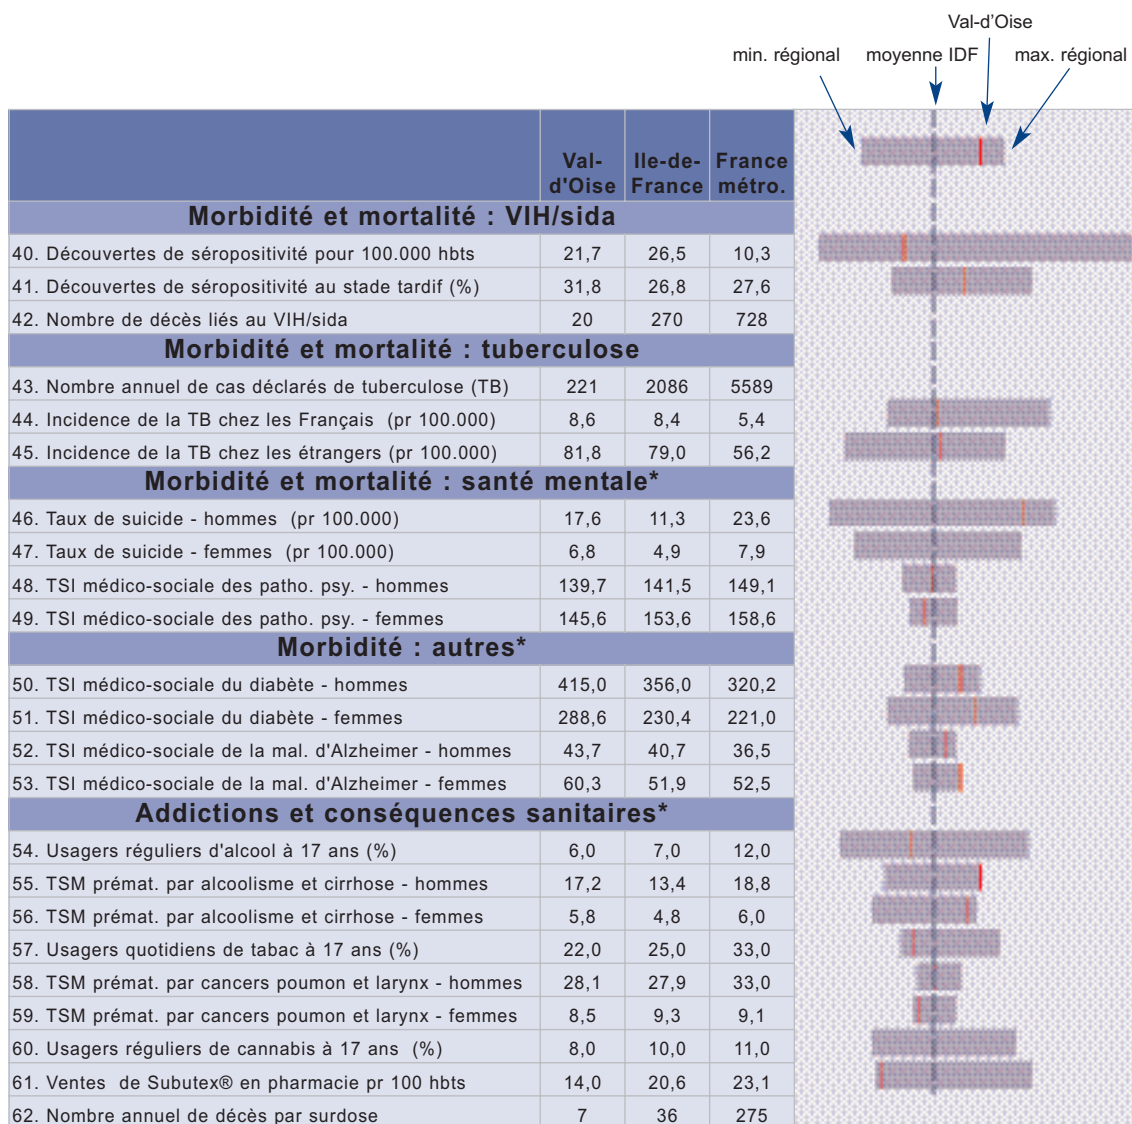 Val-d'Oise
min. régional moyenne IDF max. régional
Val-d'Oise Ile-de-France France métro.
Morbidité et mortalité : VIH/sida
40. Découvertes de séropositivité pour 100.000 hbts 21,7 26,5 10,3
41. Découvertes de séropositivité au stade tardif (%) 31,8 26,8 27,6
42. Nombre de décès liés au VIH/sida 20 270 728
Morbidité et mortalité : tuberculose
43. Nombre annuel de cas déclarés de tuberculose (TB) 221 2086 5589
44. Incidence de la TB chez les Français (pr 100.000) 8,6 8,4 5,4
45. Incidence de la TB chez les étrangers (pr 100.000) 81,8 79,0 56,2
Morbidité et mortalité : santé mentale*
46. Taux de suicide - hommes (pr 100.000) 17,6 11,3 23,6
47. Taux de suicide - femmes (pr 100.000) 6,8 4,9 7,9
48. TSI médico-sociale des patho. psy. - hommes 139,7 141,5 149,1
49. TSI médico-sociale des patho. psy. - femmes 145,6 153,6 158,6
Morbidité : autres*
50. TSI médico-sociale du diabète - hommes 415,0 356,0 320,2
51. TSI médico-sociale du diabète - femmes 288,6 230,4 221,0
52. TSI médico-sociale de la mal. d'Alzheimer - hommes 43,7 40,7 36,5
53. TSI médico-sociale de la mal. d'Alzheimer - femmes 60,3 51,9 52,5
Addictions et conséquences sanitaires*
54. Usagers réguliers d'alcool à 17 ans (%) 6,0 7,0 12,0
55. TSM prémat. par alcoolisme et cirrhose - hommes 17,2 13,4 18,8
56. TSM prémat. par alcoolisme et cirrhose - femmes 5,8 4,8 6,0
57. Usagers quotidiens de tabac à 17 ans (%) 22,0 25,0 33,0
58. TSM prémat. par cancers poumon et larynx - hommes 28,1 27,9 33,0
59. TSM prémat. par cancers poumon et larynx - femmes 8,5 9,3 9,1
60. Usagers réguliers de cannabis à 17 ans (%) 8,0 10,0 11,0
61. Ventes de Subutex® en pharmacie pr 100 hbts 14,0 20,6 23,1
62. Nombre annuel de décès par surdose 7 36 275